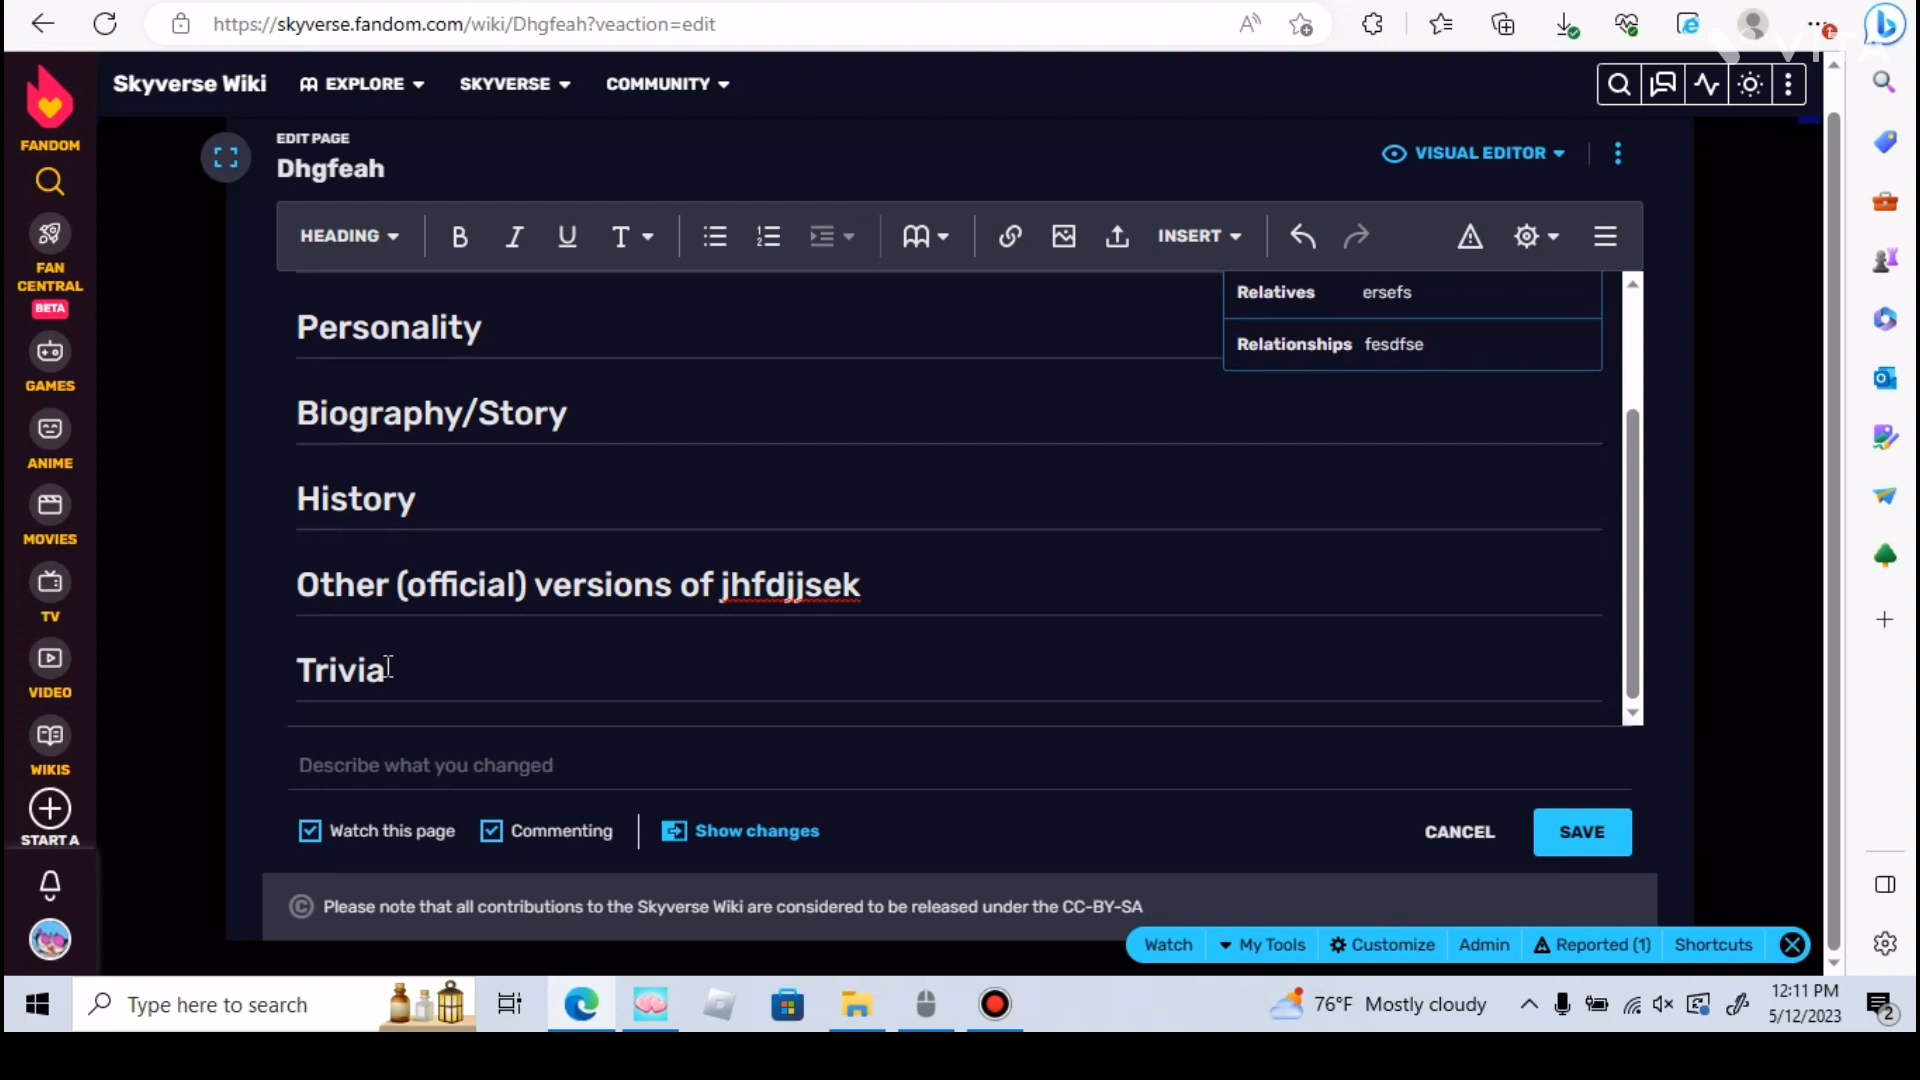 https://skyverse.fandom.com/wiki/Dhgfeah?veaction=edit
VITA
Skyverse Wiki EXPLORE SKYVERSE COMMUNITY
FANDOM
FAN CENTRAL
BETA
GAMES
ANIME
MOVIES
TV
VIDEO
WIKIS
START A
EDIT PAGE
Dhgfeah
VISUAL EDITOR
HEADING B I U T INSERT
Relatives ersefs
Personality
Relationships fesdfse
Biography/Story
History
Other (official) versions of jhfdjjsek
Trivia
Describe what you changed
Watch this page Commenting Show changes CANCEL SAVE
Please note that all contributions to the Skyverse Wiki are considered to be released under the CC-BY-SA
Watch My Tools Customize Admin Reported (1) Shortcuts
Type here to search
76°F Mostly cloudy
12:11 PM
5/12/2023
2